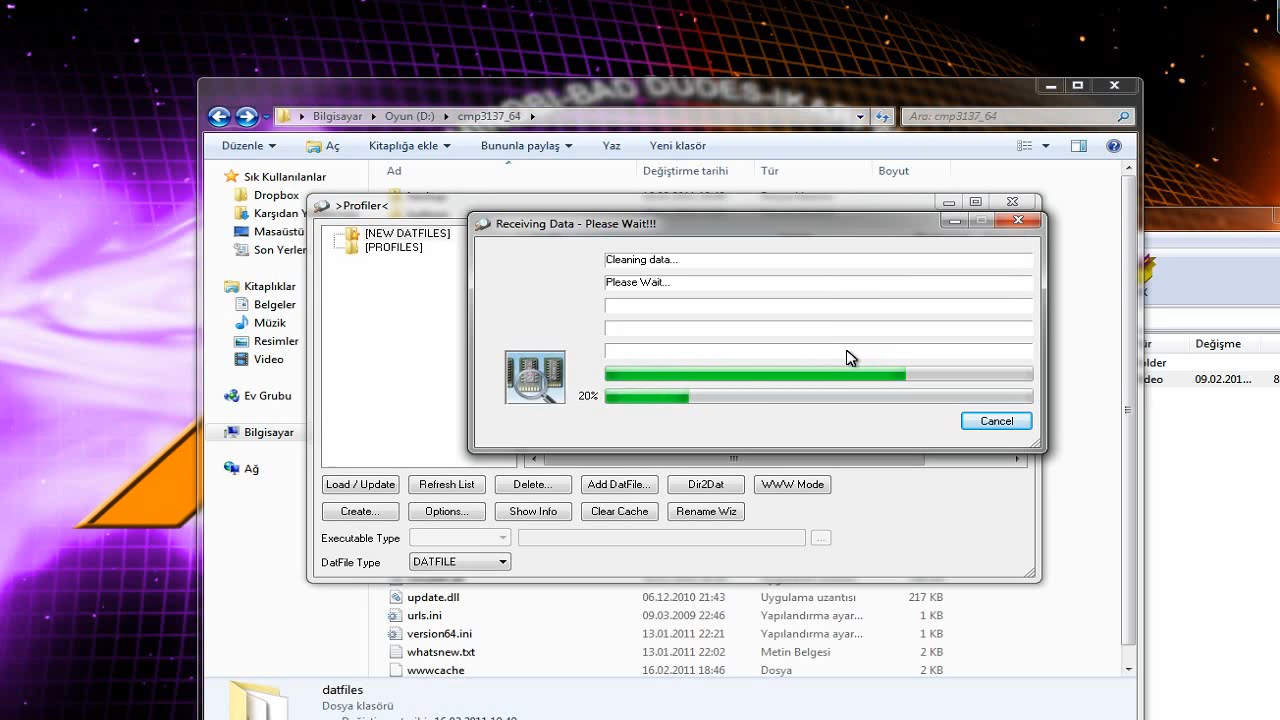 BAD DUDES-IKA
Bilgisayar Oyun (D:) cmp3137_64
Ara: cmp3137_64
Düzenle Aç Kitaplığa ekle Bununla paylaş Yaz Yeni klasör
Ad Değiştirme tarihi Tür Boyut
Sık Kullanılanlar
Dropbox
Karşıdan Y
Masaüstü
Son Yerler
Kitaplıklar
Belgeler
Müzik
Resimler
Video
Ev Grubu
Bilgisayar
Ağ
>Profiler<
[NEW DATFILES]
[PROFILES]
Receiving Data - Please Wait!!!
Cleaning data...
Please Wait...
20%
Cancel
Load / Update Refresh List Delete... Add DatFile... Dir2Dat WWW Mode
Create... Options... Show Info Clear Cache Rename Wiz
Executable Type ...
DatFile Type DATFILE
update.dll 06.12.2010 21:43 Uygulama uzantısı 217 KB
urls.ini 09.03.2009 22:46 Yapılandırma ayar... 1 KB
version64.ini 13.01.2011 22:21 Yapılandırma ayar... 1 KB
whatsnew.txt 13.01.2011 22:02 Metin Belgesi 2 KB
wwwcache 16.02.2011 18:46 Dosya 2 KB
datfiles
Dosya klasörü
ür Değişme
older
deo 09.02.201... 8